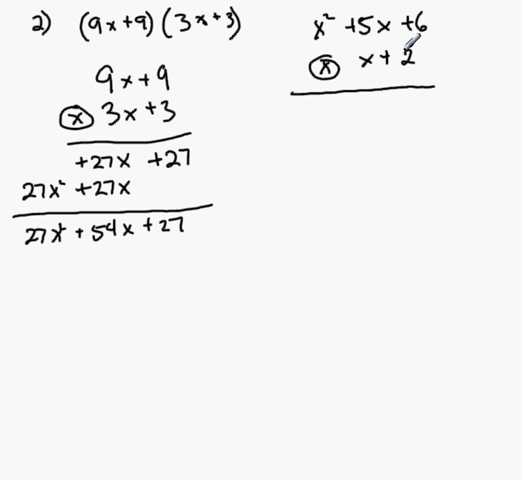 2) (9x+9)(3x+3)
9x+9
ⓧ 3x+3
+27x +27
27x² +27x
27x² + 54x + 27
x² +5x +6
ⓧ x+2